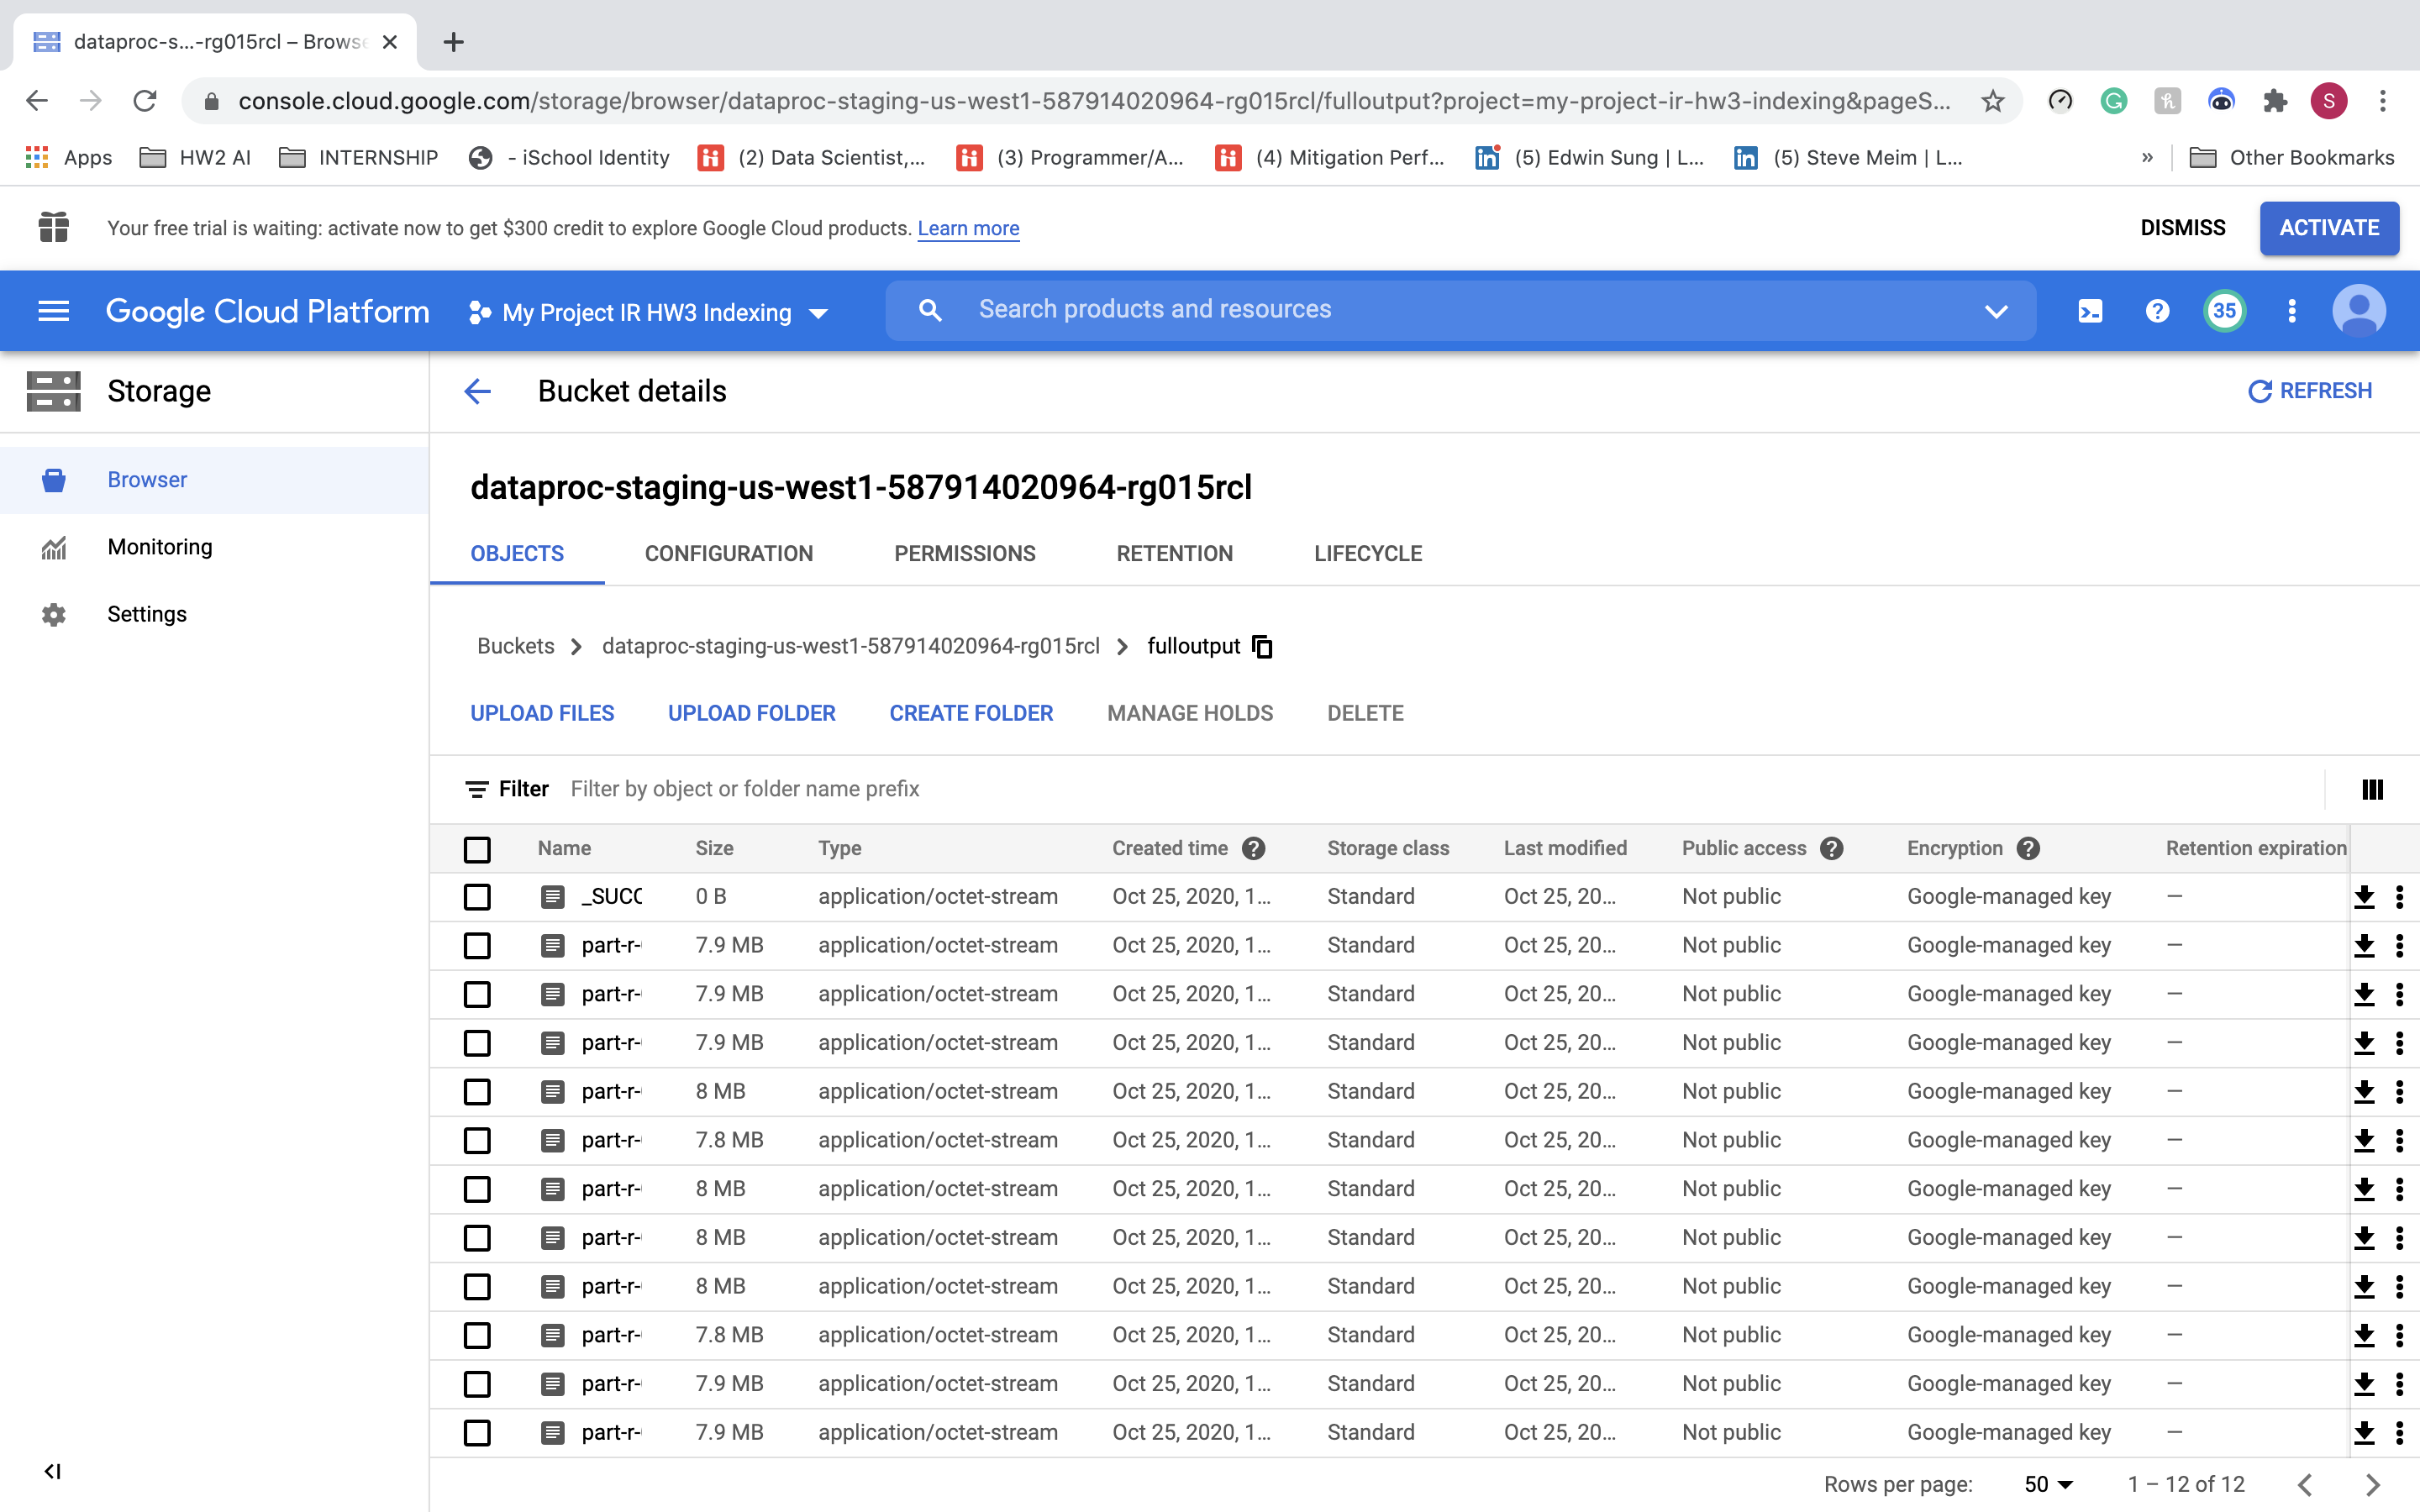 dataproc-s...-rg015rcl – Browse
console.cloud.google.com/storage/browser/dataproc-staging-us-west1-587914020964-rg015rcl/fulloutput?project=my-project-ir-hw3-indexing&pageS...
S
Apps HW2 AI INTERNSHIP - iSchool Identity (2) Data Scientist,... (3) Programmer/A... (4) Mitigation Perf... (5) Edwin Sung | L... (5) Steve Meim | L... » Other Bookmarks
Your free trial is waiting: activate now to get $300 credit to explore Google Cloud products. Learn more DISMISS ACTIVATE
Google Cloud Platform My Project IR HW3 Indexing Search products and resources 35
Storage Bucket details REFRESH
Browser
Monitoring
Settings
dataproc-staging-us-west1-587914020964-rg015rcl
OBJECTS CONFIGURATION PERMISSIONS RETENTION LIFECYCLE
Buckets > dataproc-staging-us-west1-587914020964-rg015rcl > fulloutput
UPLOAD FILES UPLOAD FOLDER CREATE FOLDER MANAGE HOLDS DELETE
Filter Filter by object or folder name prefix
Name Size Type Created time Storage class Last modified Public access Encryption Retention expiration
_SUCC 0 B application/octet-stream Oct 25, 2020, 1... Standard Oct 25, 20... Not public Google-managed key —
part-r- 7.9 MB application/octet-stream Oct 25, 2020, 1... Standard Oct 25, 20... Not public Google-managed key —
part-r- 7.9 MB application/octet-stream Oct 25, 2020, 1... Standard Oct 25, 20... Not public Google-managed key —
part-r- 7.9 MB application/octet-stream Oct 25, 2020, 1... Standard Oct 25, 20... Not public Google-managed key —
part-r- 8 MB application/octet-stream Oct 25, 2020, 1... Standard Oct 25, 20... Not public Google-managed key —
part-r- 7.8 MB application/octet-stream Oct 25, 2020, 1... Standard Oct 25, 20... Not public Google-managed key —
part-r- 8 MB application/octet-stream Oct 25, 2020, 1... Standard Oct 25, 20... Not public Google-managed key —
part-r- 8 MB application/octet-stream Oct 25, 2020, 1... Standard Oct 25, 20... Not public Google-managed key —
part-r- 8 MB application/octet-stream Oct 25, 2020, 1... Standard Oct 25, 20... Not public Google-managed key —
part-r- 7.8 MB application/octet-stream Oct 25, 2020, 1... Standard Oct 25, 20... Not public Google-managed key —
part-r- 7.9 MB application/octet-stream Oct 25, 2020, 1... Standard Oct 25, 20... Not public Google-managed key —
part-r- 7.9 MB application/octet-stream Oct 25, 2020, 1... Standard Oct 25, 20... Not public Google-managed key —
Rows per page: 50 1 – 12 of 12